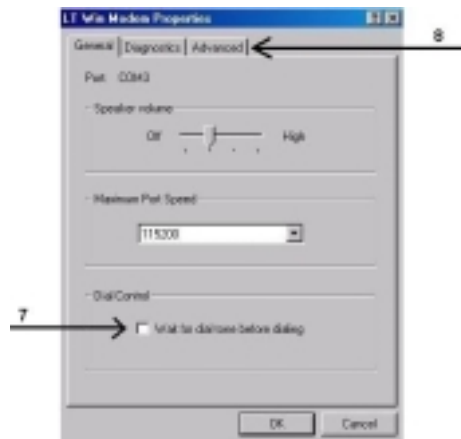 LT Win Modem Properties
8
General Diagnostics Advanced
Port: COM3
Speaker volume
Off High
Maximum Port Speed
115200
Dial Control
7
Wait for dial tone before dialing
OK Cancel